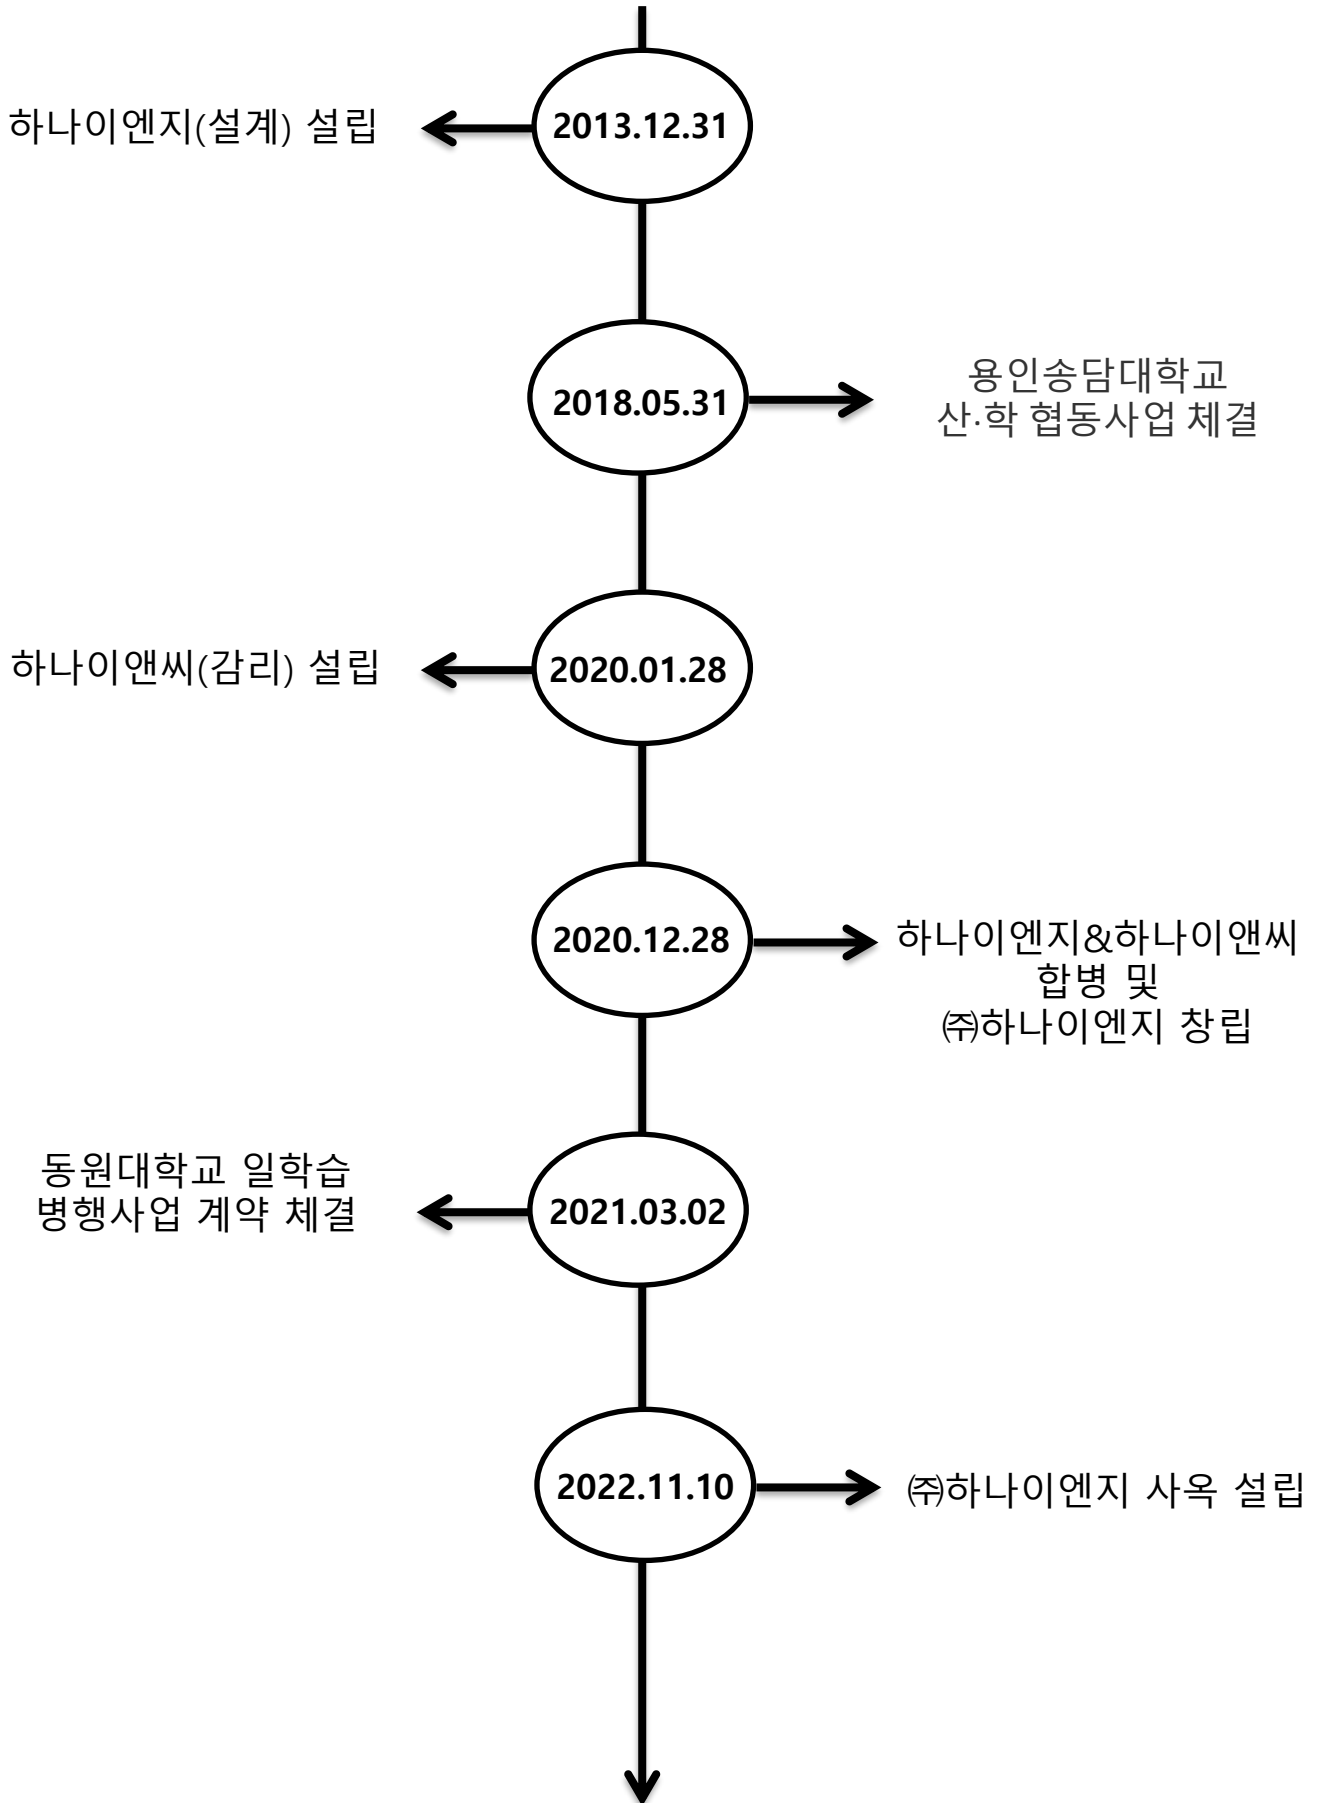 하나이엔지(설계) 설립
2013.12.31
2018.05.31
용인송담대학교
산·학 협동사업 체결
하나이앤씨(감리) 설립
2020.01.28
2020.12.28
하나이엔지&하나이앤씨
합병 및
㈜하나이엔지 창립
동원대학교 일학습
병행사업 계약 체결
2021.03.02
2022.11.10
㈜하나이엔지 사옥 설립